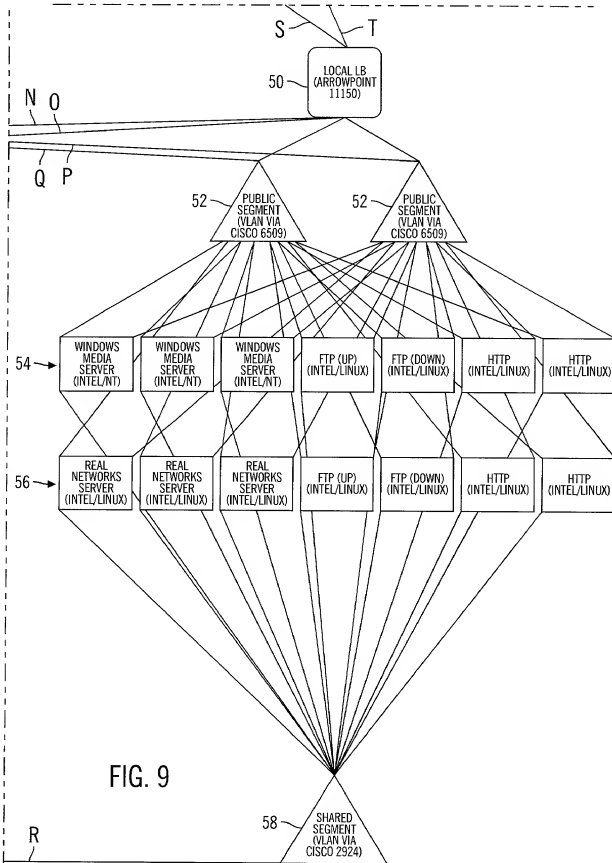 S T
50
LOCAL LB
(ARROWPOINT
11150)
N O
Q P
52
PUBLIC
SEGMENT
(VLAN VIA
CISCO 6509)
52
PUBLIC
SEGMENT
(VLAN VIA
CISCO 6509)
54
WINDOWS
MEDIA
SERVER
(INTEL/NT)
WINDOWS
MEDIA
SERVER
(INTEL/NT)
WINDOWS
MEDIA
SERVER
(INTEL/NT)
FTP (UP)
(INTEL/LINUX)
FTP (DOWN)
(INTEL/LINUX)
HTTP
(INTEL/LINUX)
HTTP
(INTEL/LINUX)
56
REAL
NETWORKS
SERVER
(INTEL/LINUX)
REAL
NETWORKS
SERVER
(INTEL/LINUX)
REAL
NETWORKS
SERVER
(INTEL/LINUX)
FTP (UP)
(INTEL/LINUX)
FTP (DOWN)
(INTEL/LINUX)
HTTP
(INTEL/LINUX)
HTTP
(INTEL/LINUX)
FIG. 9
58
SHARED
SEGMENT
(VLAN VIA
CISCO 2924)
R